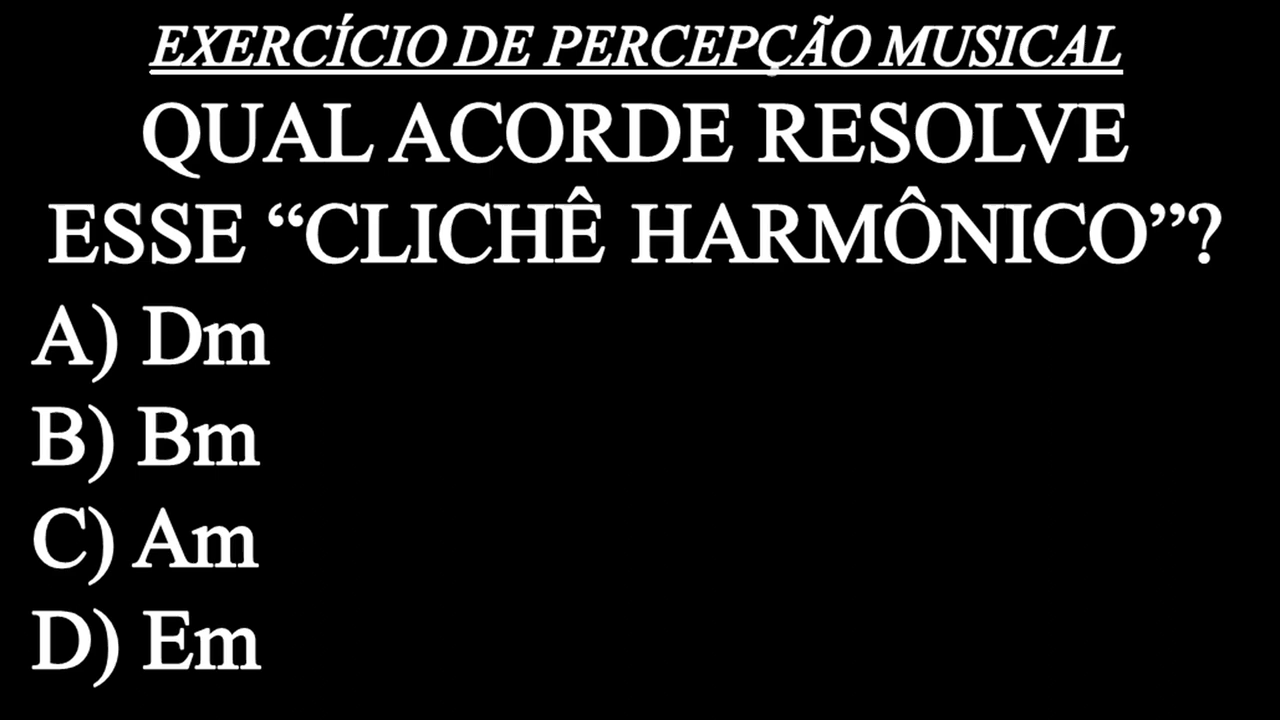 EXERCÍCIO DE PERCEPÇÃO MUSICAL
QUAL ACORDE RESOLVE
ESSE “CLICHÊ HARMÔNICO”?
A) Dm
B) Bm
C) Am
D) Em